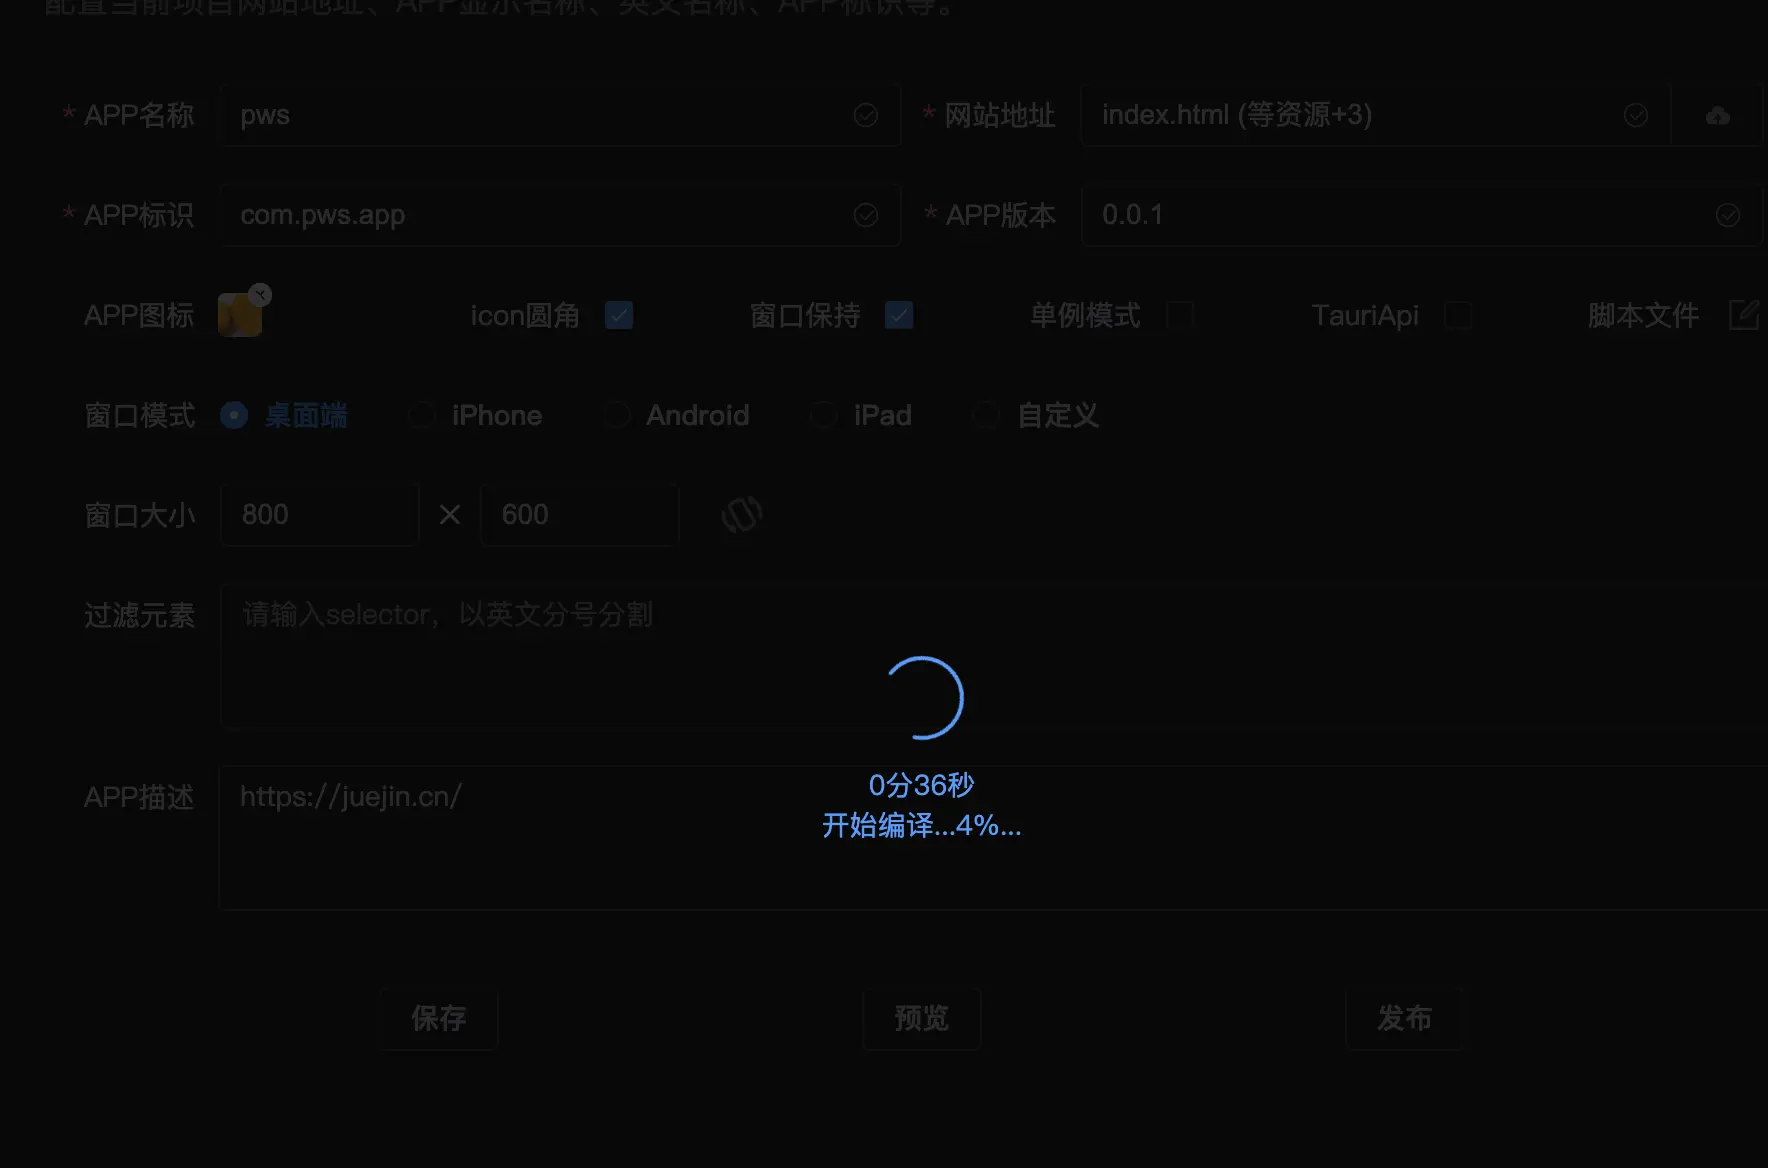 配置当前项目网站地址、APP显示名称、英文名称、APP标识等。
* APP名称 pws * 网站地址 index.html (等资源+3)
* APP标识 com.pws.app * APP版本 0.0.1
APP图标 icon圆角 窗口保持 单例模式 TauriApi 脚本文件
窗口模式 桌面端 iPhone Android iPad 自定义
窗口大小 800 × 600
过滤元素 请输入selector，以英文分号分割
0分36秒
APP描述 https://juejin.cn/
开始编译...4%...
保存 预览 发布